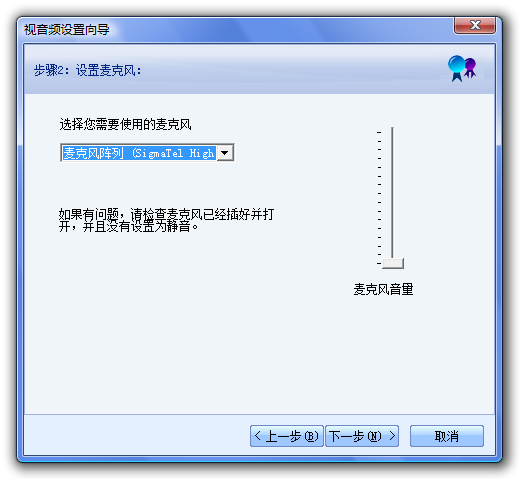 视音频设置向导
步骤2: 设置麦克风:
选择您需要使用的麦克风
麦克风阵列 (SigmaTel High
如果有问题,请检查麦克风已经插好并打
开,并且没有设置为静音。
麦克风音量
< 上一步(B)
下一步(N) >
取消